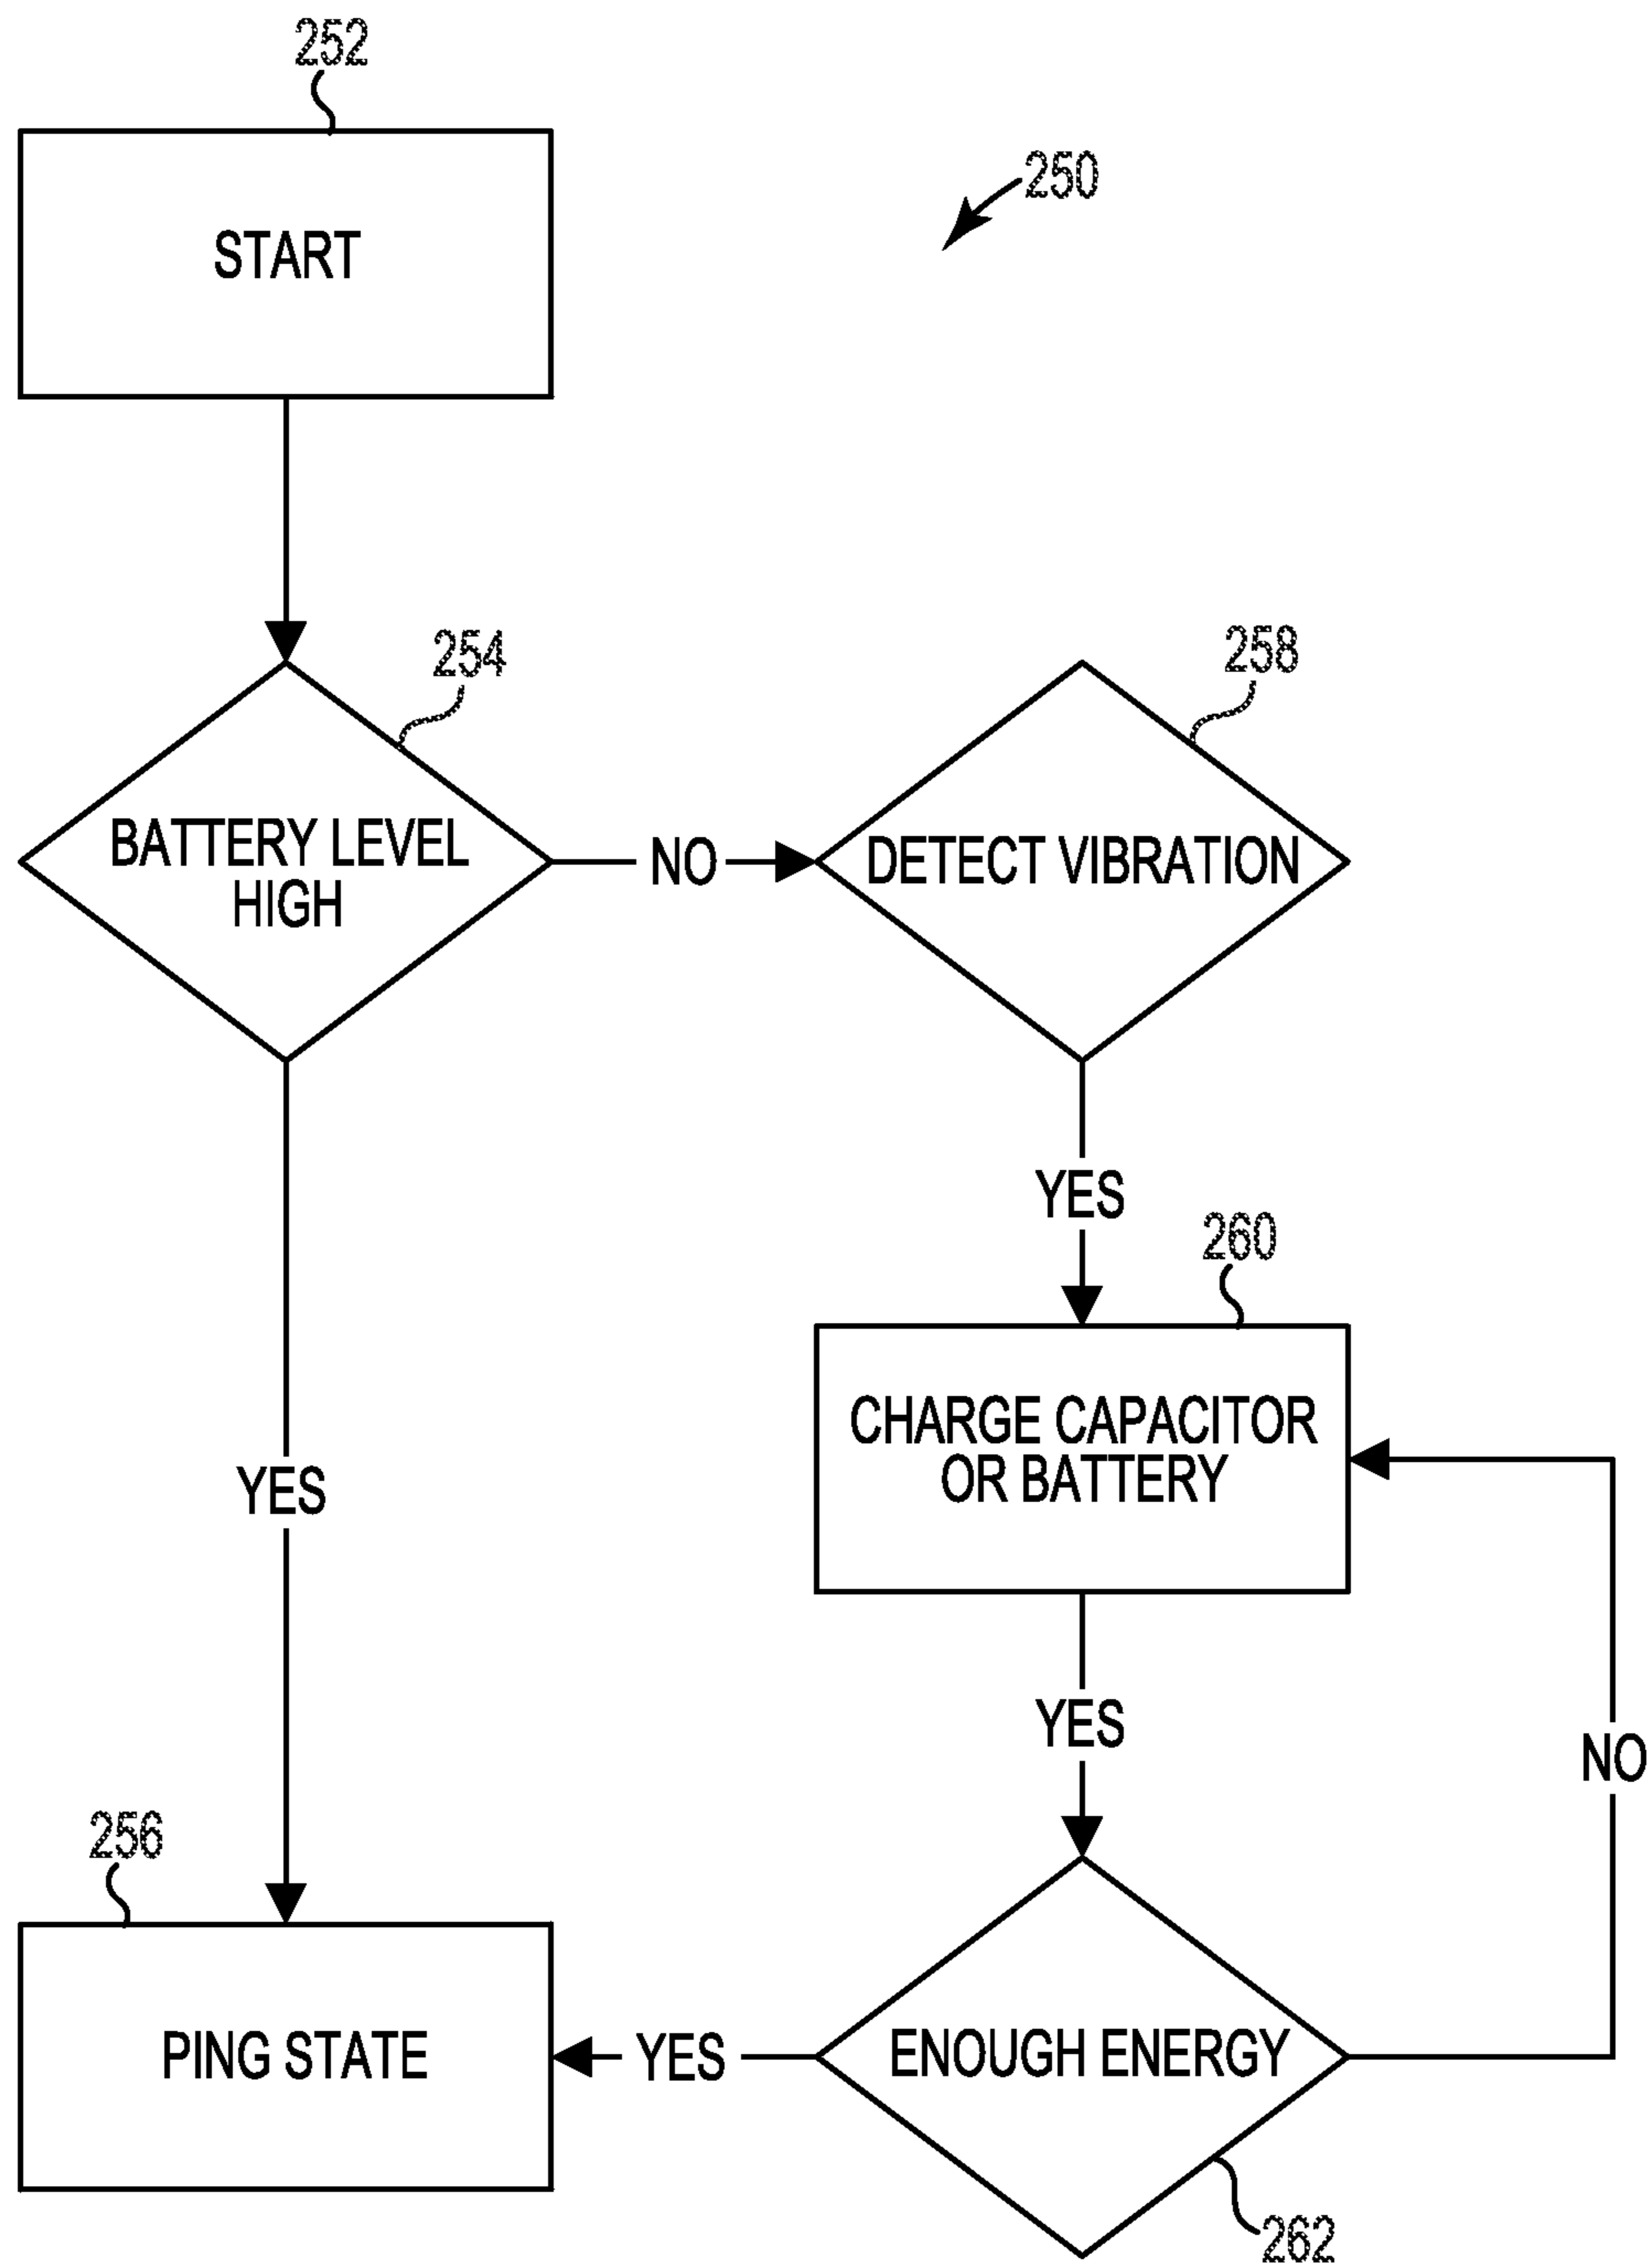 252
250
START
254
258
BATTERY LEVEL
HIGH
NO
DETECT VIBRATION
YES
260
CHARGE CAPACITOR
OR BATTERY
YES
YES
NO
256
PING STATE
YES
ENOUGH ENERGY
262